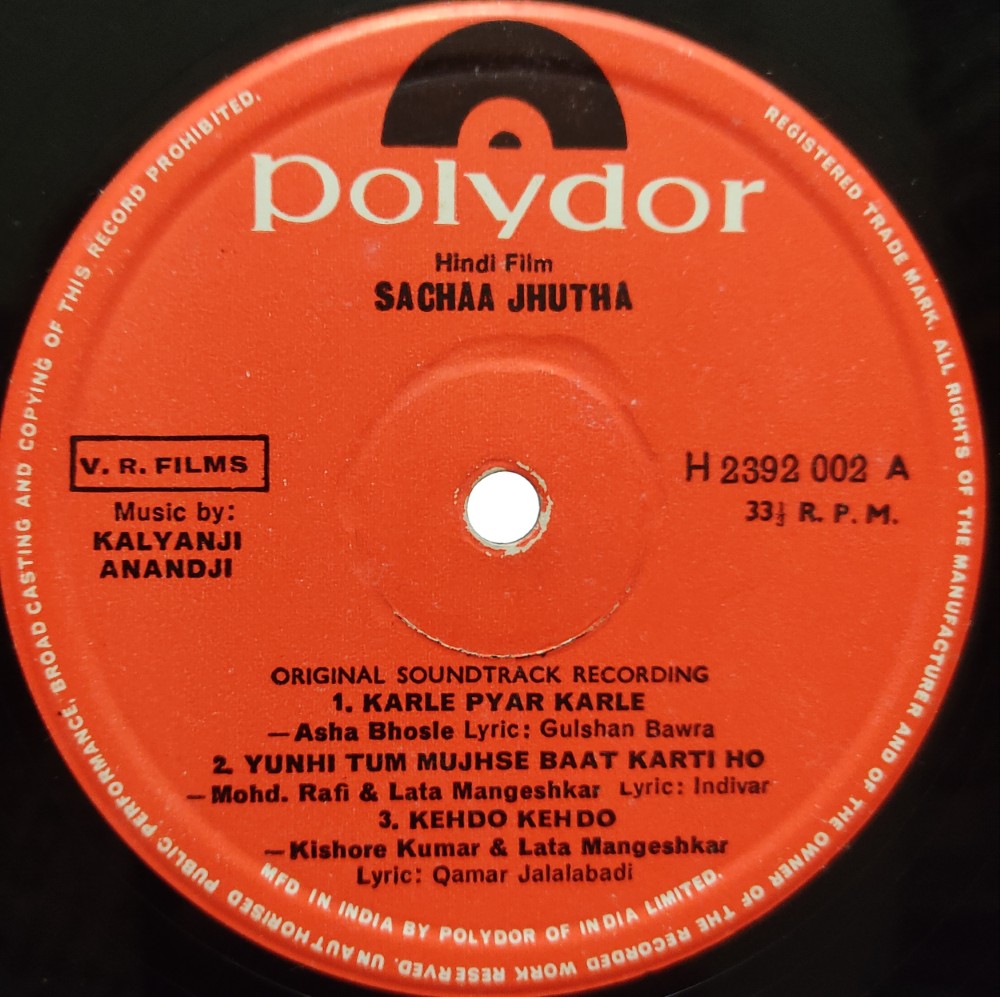 polydor
Hindi Film
SACHAA JHUTHA
V. R. FILMS
Music by:
KALYANJI
ANANDJI
H 2392 002 A
33⅓ R. P. M.
ORIGINAL SOUNDTRACK RECORDING
1. KARLE PYAR KARLE
—Asha Bhosle Lyric: Gulshan Bawra
2. YUNHI TUM MUJHSE BAAT KARTI HO
—Mohd. Rafi & Lata Mangeshkar Lyric: Indivar
3. KEHDO KEHDO
—Kishore Kumar & Lata Mangeshkar
Lyric: Qamar Jalalabadi
MFD IN INDIA BY POLYDOR OF INDIA LIMITED.
REGISTERED TRADE MARK. ALL RIGHTS OF THE MANUFACTURER AND OF THE OWNER OF THE RECORDED WORK RESERVED. UNAUTHORISED PUBLIC PERFORMANCE, BROADCASTING AND COPYING OF THIS RECORD PROHIBITED.